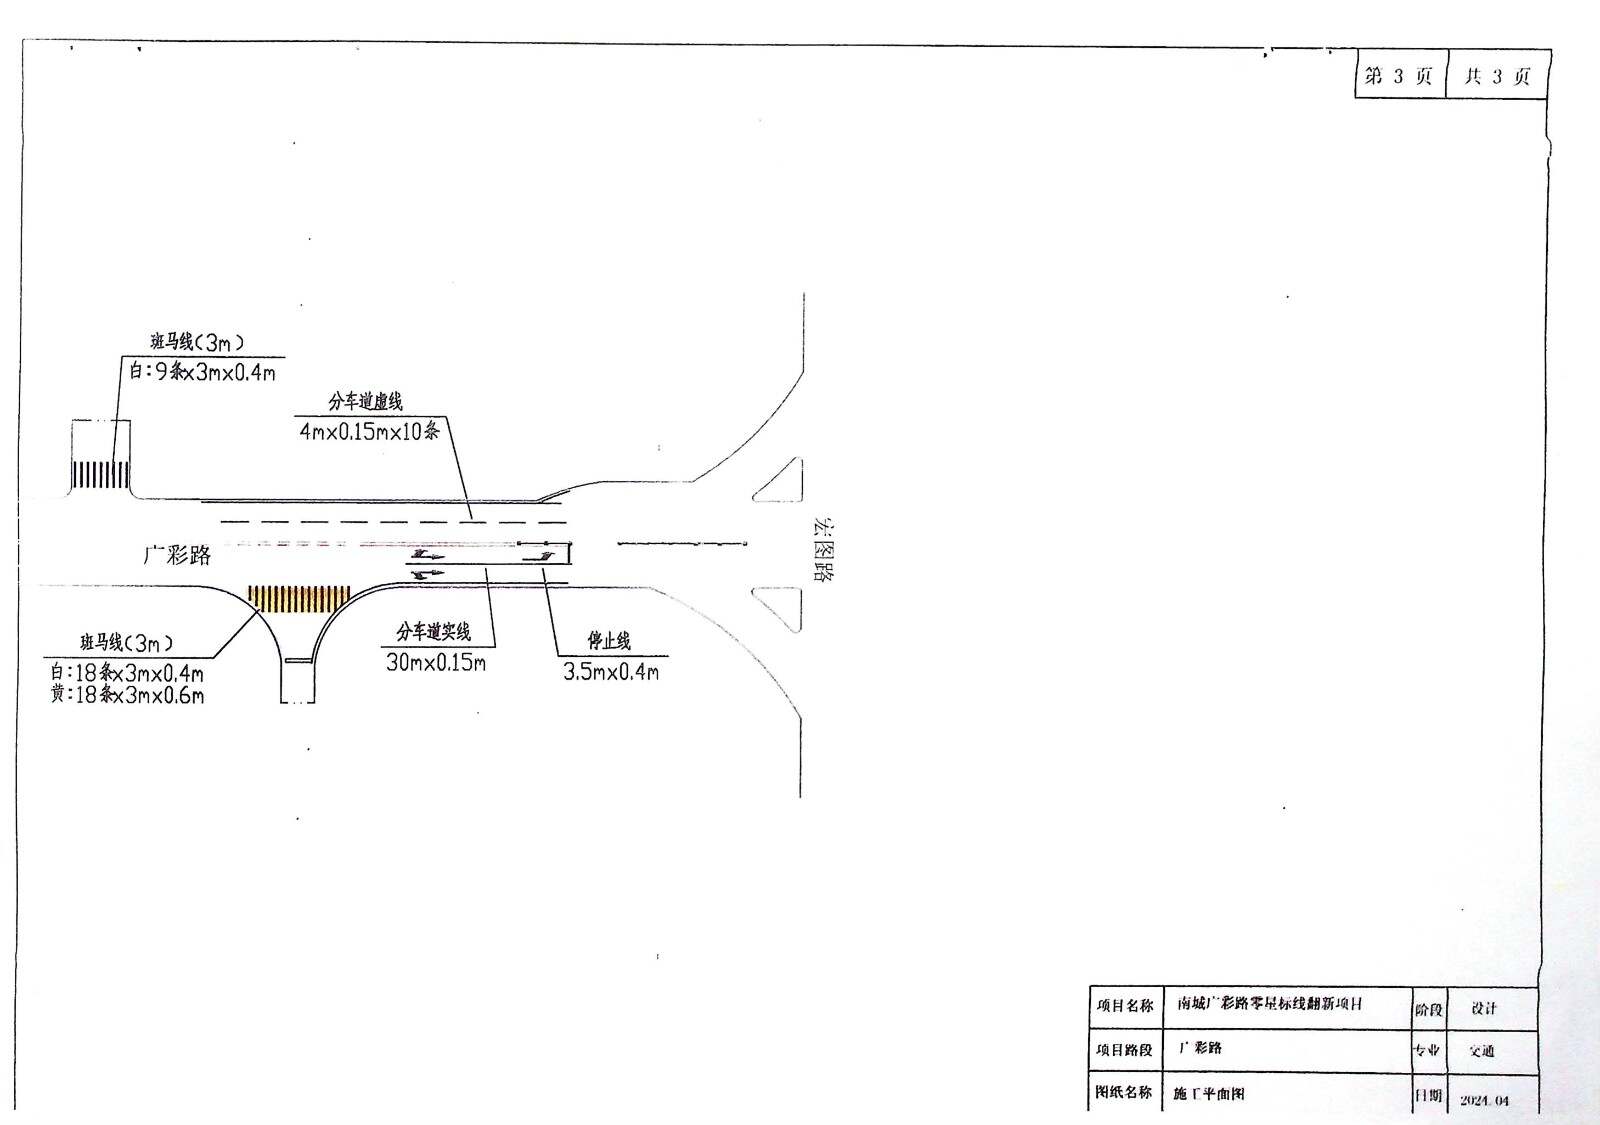 第 3 页 共 3 页
斑马线(3m)
白:9条x3mx0.4m
分车道虚线
4mx0.15mx10条
广彩路
宏图路
斑马线(3m)
白:18条x3mx0.4m
黄:18条x3mx0.6m
分车道实线
30mx0.15m
停止线
3.5mx0.4m
项目名称 南城广彩路零星标线翻新项目 阶段 设计
项目路段 广彩路 专业 交通
图纸名称 施工平面图 日期 2024.04